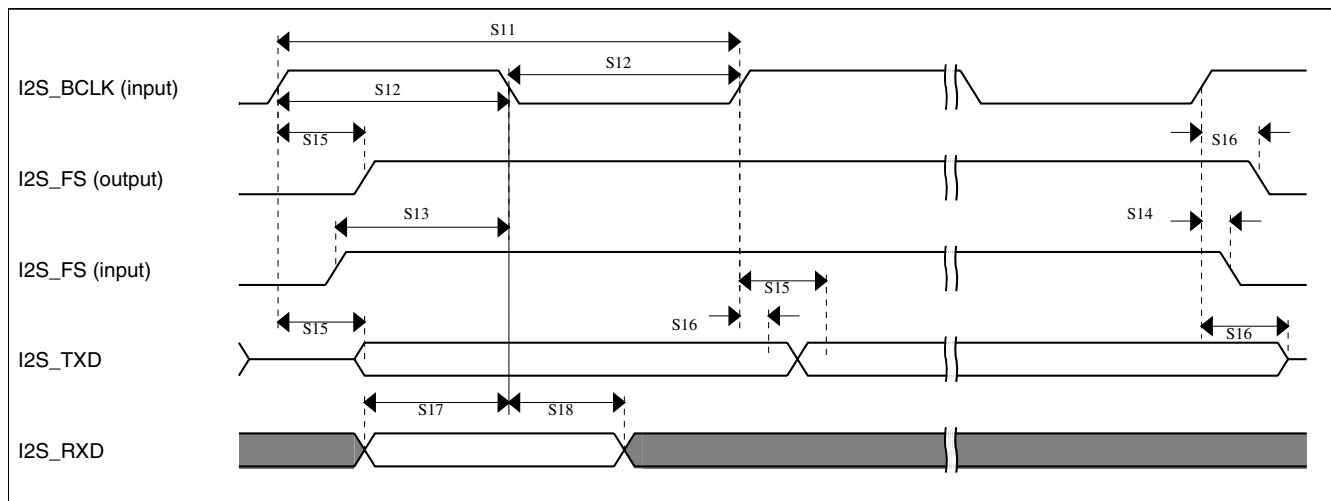 S11
I2S_BCLK (input)
S12
S12
S15
S16
I2S_FS (output)
S13
S14
I2S_FS (input)
S15
S16
S15
S16
I2S_TXD
S17
S18
I2S_RXD